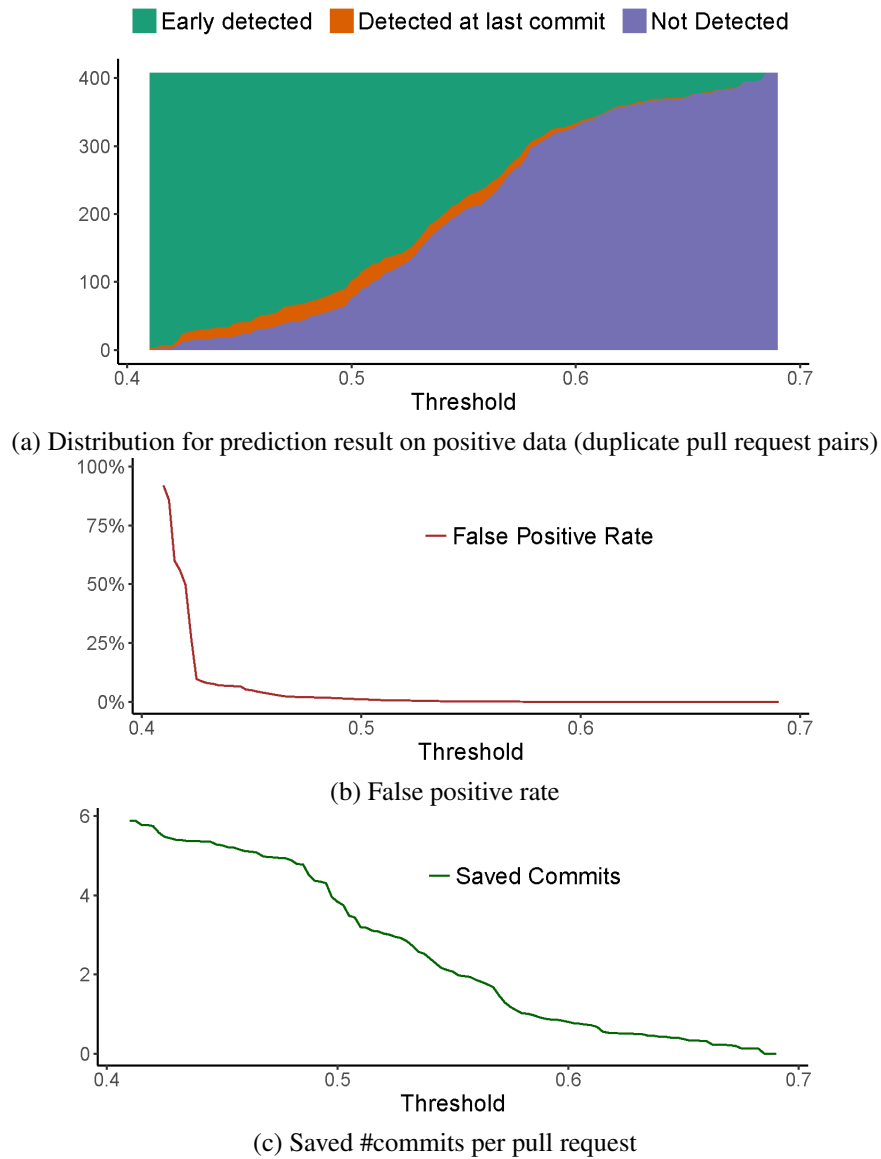 Early detected Detected at last commit Not Detected
400
300
200
100
0
0.4 0.5 0.6 0.7
Threshold
(a) Distribution for prediction result on positive data (duplicate pull request pairs)
100%
75%
50%
25%
0%
False Positive Rate
0.4 0.5 0.6 0.7
Threshold
(b) False positive rate
6
4
2
0
Saved Commits
0.4 0.5 0.6 0.7
Threshold
(c) Saved #commits per pull request